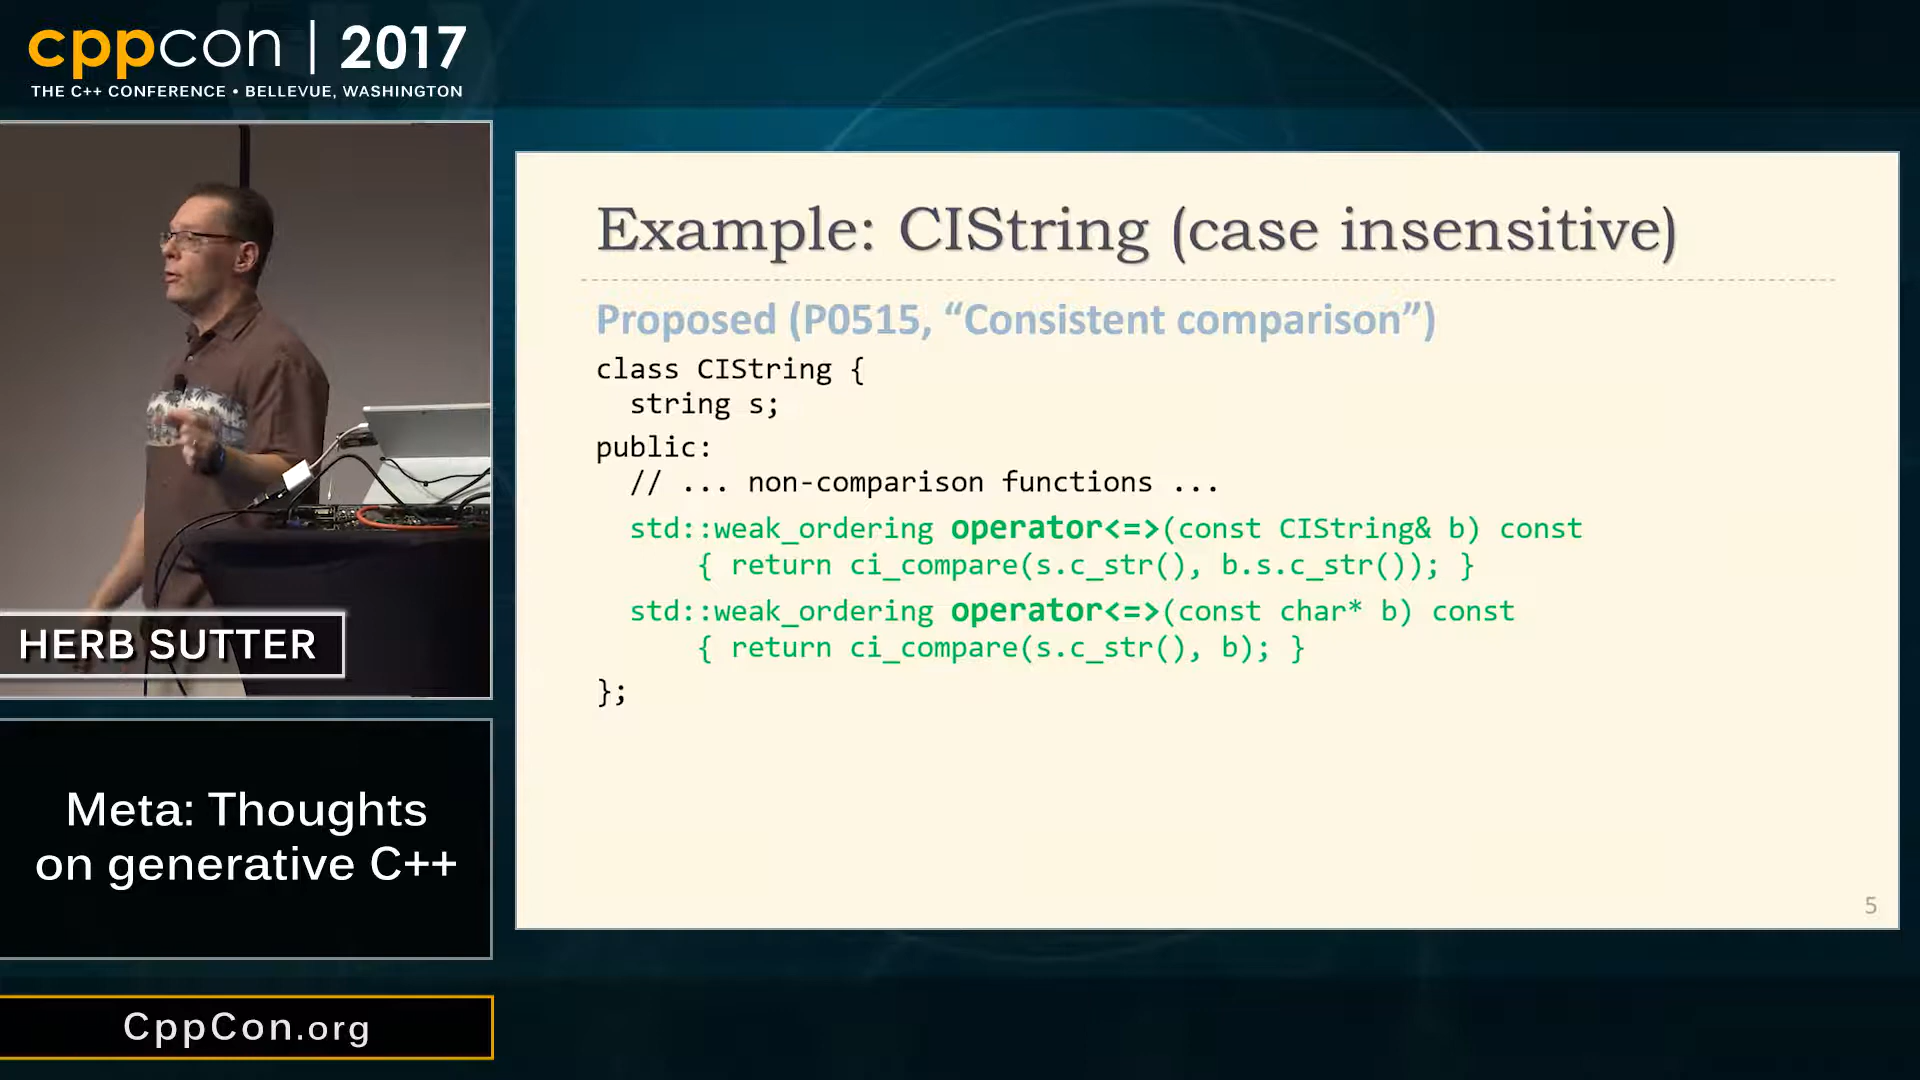 cppcon | 2017
THE C++ CONFERENCE • BELLEVUE, WASHINGTON
HERB SUTTER
Meta: Thoughts
on generative C++
CppCon.org
Example: CIString (case insensitive)
Proposed (P0515, “Consistent comparison”)
class CIString {
string s;
public:
// ... non-comparison functions ...
std::weak_ordering operator<=>(const CIString& b) const
{ return ci_compare(s.c_str(), b.s.c_str()); }
std::weak_ordering operator<=>(const char* b) const
{ return ci_compare(s.c_str(), b); }
};
5